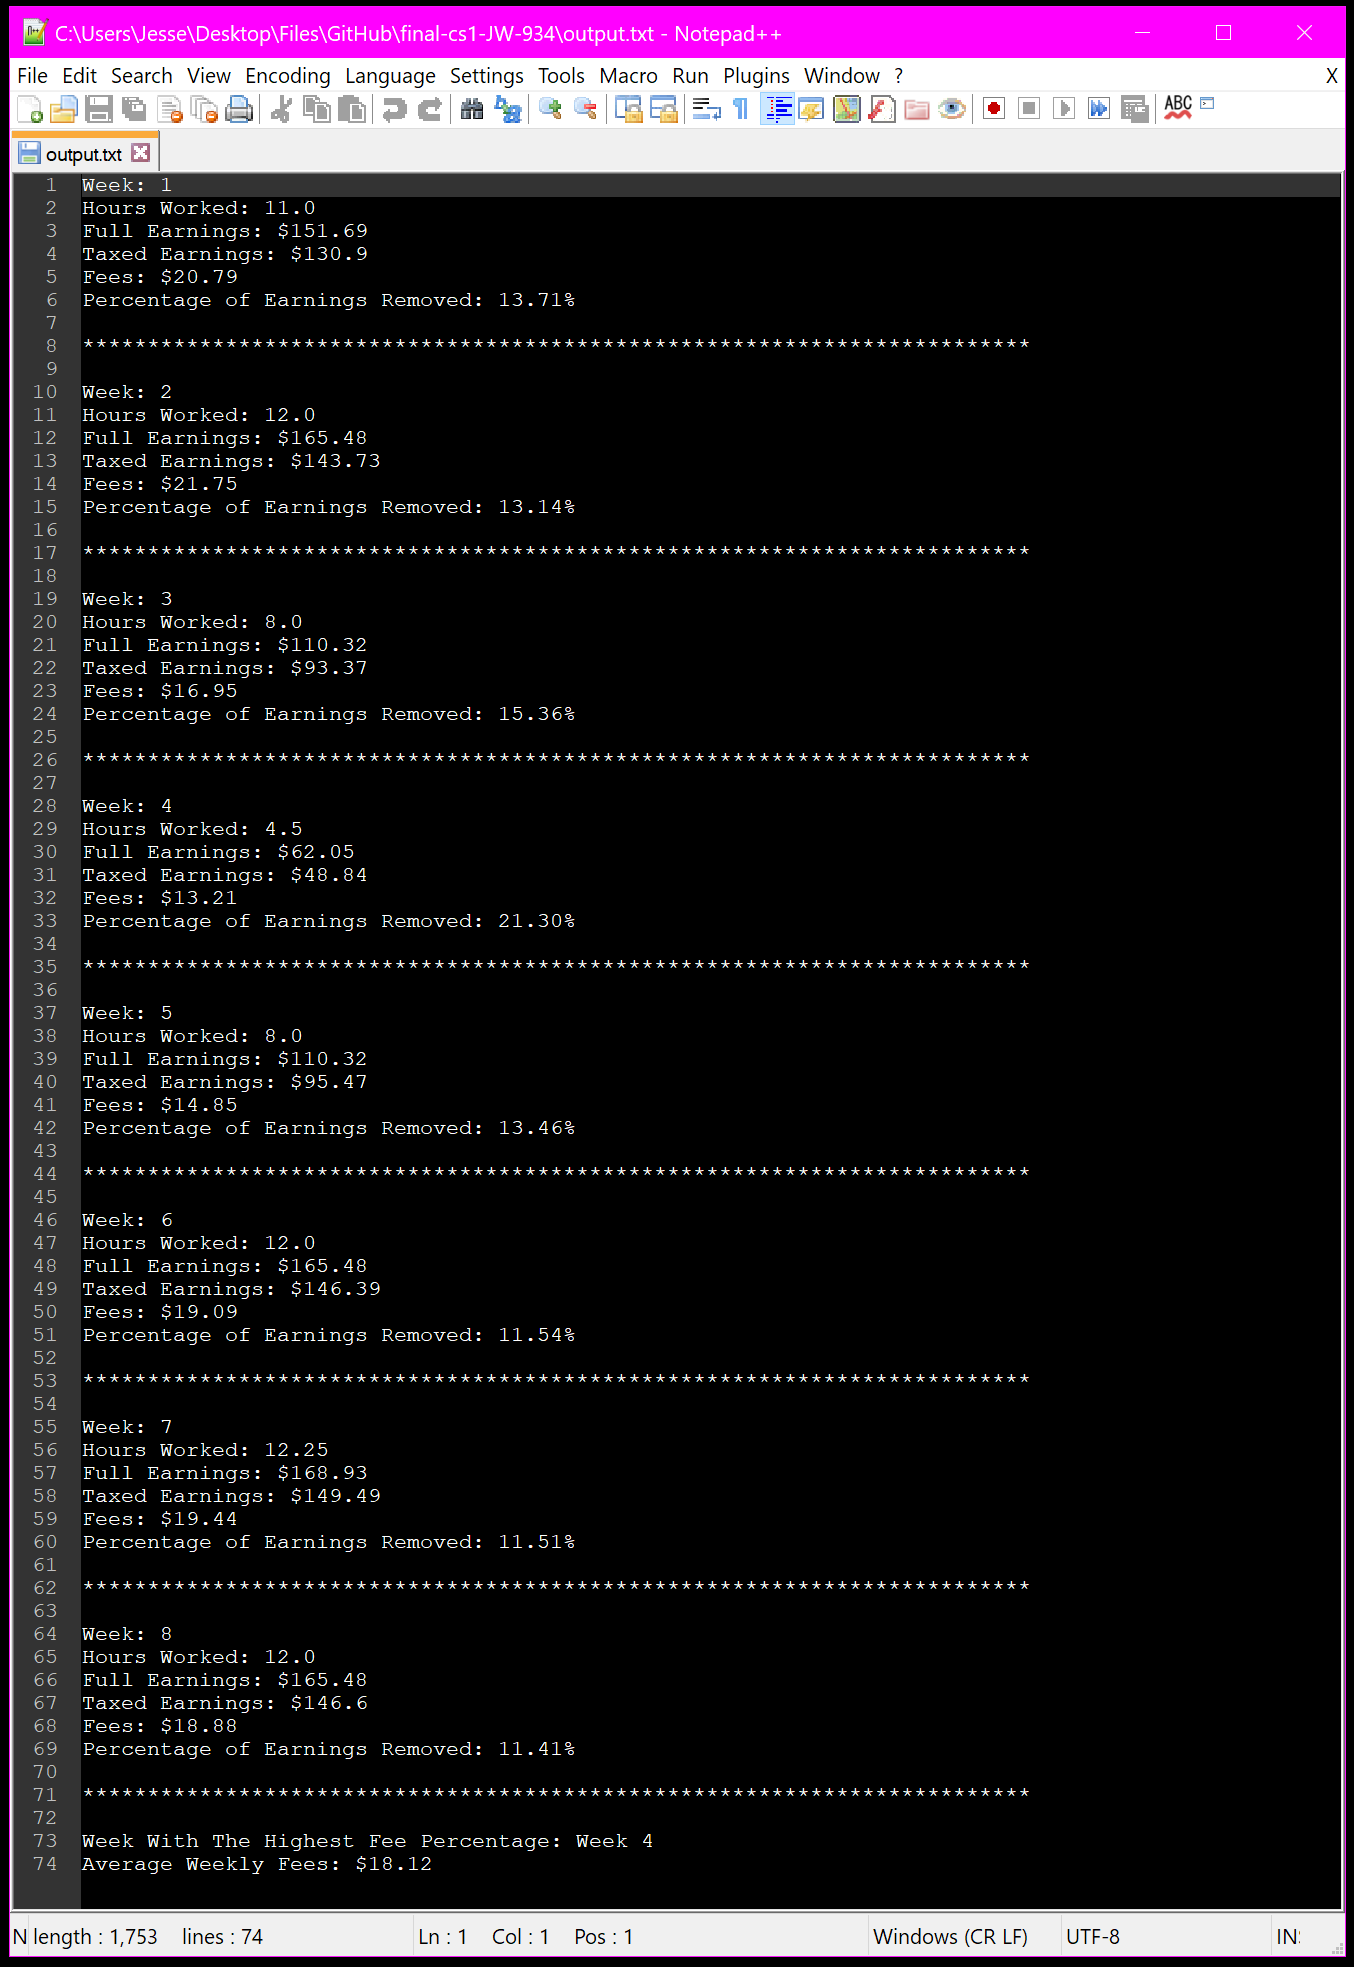 C:\Users\Jesse\Desktop\Files\GitHub\final-cs1-JW-934\output.txt - Notepad++
File Edit Search View Encoding Language Settings Tools Macro Run Plugins Window ? X
ABC
output.txt
1 Week: 1
2 Hours Worked: 11.0
3 Full Earnings: $151.69
4 Taxed Earnings: $130.9
5 Fees: $20.79
6 Percentage of Earnings Removed: 13.71%
7
8 *************************************************************************
9
10 Week: 2
11 Hours Worked: 12.0
12 Full Earnings: $165.48
13 Taxed Earnings: $143.73
14 Fees: $21.75
15 Percentage of Earnings Removed: 13.14%
16
17 *************************************************************************
18
19 Week: 3
20 Hours Worked: 8.0
21 Full Earnings: $110.32
22 Taxed Earnings: $93.37
23 Fees: $16.95
24 Percentage of Earnings Removed: 15.36%
25
26 *************************************************************************
27
28 Week: 4
29 Hours Worked: 4.5
30 Full Earnings: $62.05
31 Taxed Earnings: $48.84
32 Fees: $13.21
33 Percentage of Earnings Removed: 21.30%
34
35 *************************************************************************
36
37 Week: 5
38 Hours Worked: 8.0
39 Full Earnings: $110.32
40 Taxed Earnings: $95.47
41 Fees: $14.85
42 Percentage of Earnings Removed: 13.46%
43
44 *************************************************************************
45
46 Week: 6
47 Hours Worked: 12.0
48 Full Earnings: $165.48
49 Taxed Earnings: $146.39
50 Fees: $19.09
51 Percentage of Earnings Removed: 11.54%
52
53 *************************************************************************
54
55 Week: 7
56 Hours Worked: 12.25
57 Full Earnings: $168.93
58 Taxed Earnings: $149.49
59 Fees: $19.44
60 Percentage of Earnings Removed: 11.51%
61
62 *************************************************************************
63
64 Week: 8
65 Hours Worked: 12.0
66 Full Earnings: $165.48
67 Taxed Earnings: $146.6
68 Fees: $18.88
69 Percentage of Earnings Removed: 11.41%
70
71 *************************************************************************
72
73 Week With The Highest Fee Percentage: Week 4
74 Average Weekly Fees: $18.12
N length : 1,753 lines : 74 Ln : 1 Col : 1 Pos : 1 Windows (CR LF) UTF-8 IN